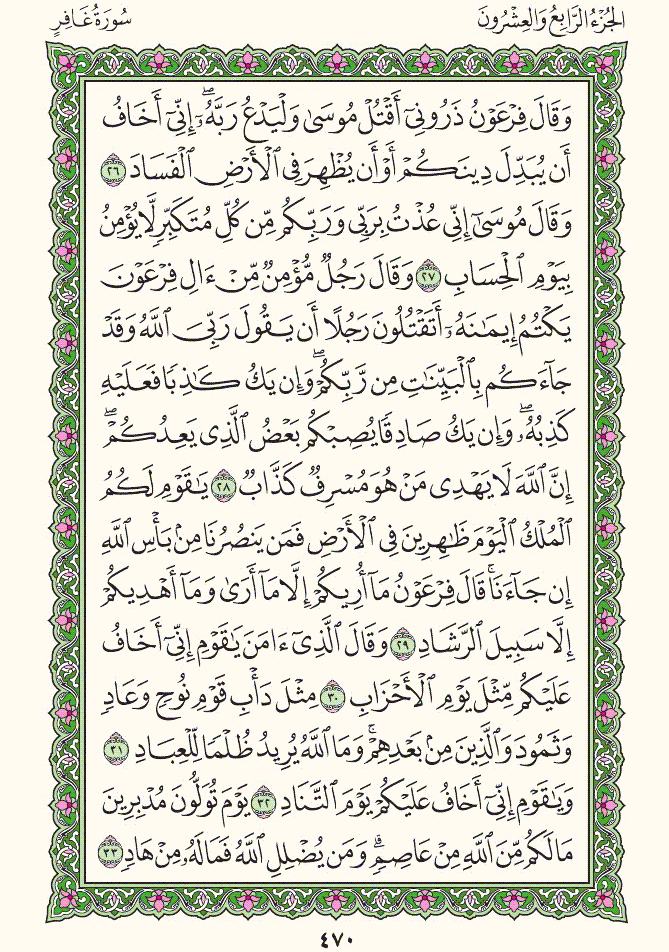 الجُزْءُ الرَّابِعُ وَالعِشْرُونَ
سُورَةُ غَافِرٍ
وَقَالَ فِرْعَوْنُ ذَرُونِيٓ أَقْتُلْ مُوسَىٰ وَلْيَدْعُ رَبَّهُۥٓۖ إِنِّيٓ أَخَافُ
أَن يُبَدِّلَ دِينَكُمْ أَوْ أَن يُظْهِرَ فِي ٱلْأَرْضِ ٱلْفَسَادَ ٢٦
وَقَالَ مُوسَىٰٓ إِنِّي عُذْتُ بِرَبِّي وَرَبِّكُم مِّن كُلِّ مُتَكَبِّرٍ لَّا يُؤْمِنُ
بِيَوْمِ ٱلْحِسَابِ ٢٧ وَقَالَ رَجُلٌ مُّؤْمِنٌ مِّنْ ءَالِ فِرْعَوْنَ
يَكْتُمُ إِيمَٰنَهُۥٓ أَتَقْتُلُونَ رَجُلًا أَن يَقُولَ رَبِّيَ ٱللَّهُ وَقَدْ
جَآءَكُم بِٱلْبَيِّنَٰتِ مِن رَّبِّكُمْۖ وَإِن يَكُ كَٰذِبًا فَعَلَيْهِ
كَذِبُهُۥۖ وَإِن يَكُ صَادِقًا يُصِبْكُم بَعْضُ ٱلَّذِي يَعِدُكُمْۖ
إِنَّ ٱللَّهَ لَا يَهْدِي مَنْ هُوَ مُسْرِفٌ كَذَّابٌ ٢٨ يَٰقَوْمِ لَكُمُ
ٱلْمُلْكُ ٱلْيَوْمَ ظَٰهِرِينَ فِي ٱلْأَرْضِ فَمَن يَنصُرُنَا مِنۢ بَأْسِ ٱللَّهِ
إِن جَآءَنَاۚ قَالَ فِرْعَوْنُ مَآ أُرِيكُمْ إِلَّا مَآ أَرَىٰ وَمَآ أَهْدِيكُمْ
إِلَّا سَبِيلَ ٱلرَّشَادِ ٢٩ وَقَالَ ٱلَّذِيٓ ءَامَنَ يَٰقَوْمِ إِنِّيٓ أَخَافُ
عَلَيْكُم مِّثْلَ يَوْمِ ٱلْأَحْزَابِ ٣٠ مِثْلَ دَأْبِ قَوْمِ نُوحٍ وَعَادٍ
وَثَمُودَ وَٱلَّذِينَ مِنۢ بَعْدِهِمْۚ وَمَا ٱللَّهُ يُرِيدُ ظُلْمًا لِّلْعِبَادِ ٣١
وَيَٰقَوْمِ إِنِّيٓ أَخَافُ عَلَيْكُمْ يَوْمَ ٱلتَّنَادِ ٣٢ يَوْمَ تُوَلُّونَ مُدْبِرِينَ
مَا لَكُم مِّنَ ٱللَّهِ مِنْ عَاصِمٍۗ وَمَن يُضْلِلِ ٱللَّهُ فَمَا لَهُۥ مِنْ هَادٍ ٣٣
٤٧٠